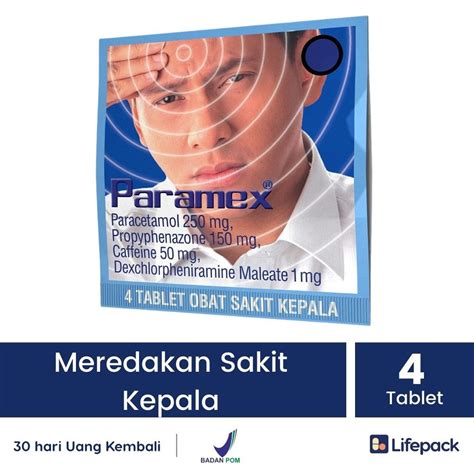 Paramex®
Paracetamol 250 mg,
Propyphenazone 150 mg,
Caffeine 50 mg,
Dexchlorpheniramine Maleate 1 mg
4 TABLET OBAT SAKIT KEPALA
Meredakan Sakit
Kepala
4
Tablet
30 hari Uang Kembali
BADAN POM
Lifepack